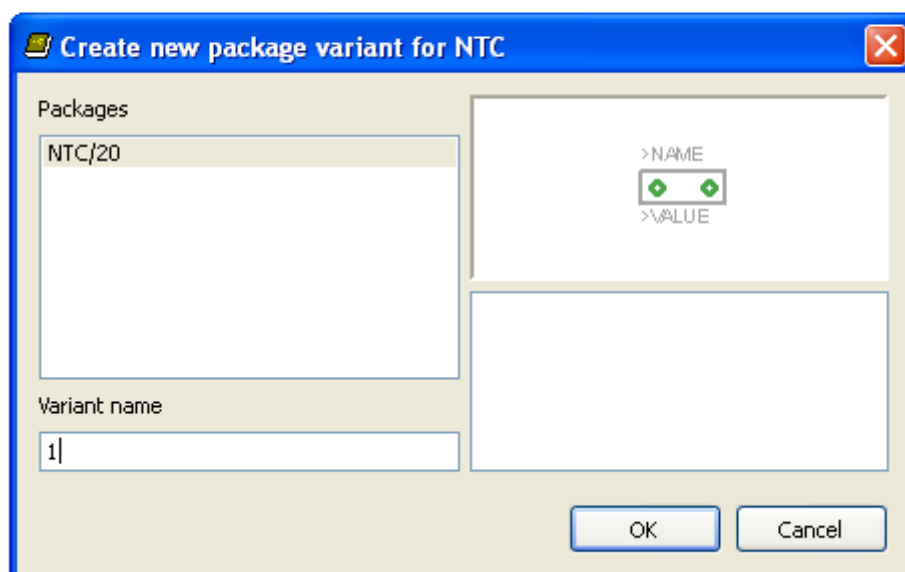 Create new package variant for NTC
Packages
NTC/20
>NAME
>VALUE
Variant name
1
OK
Cancel